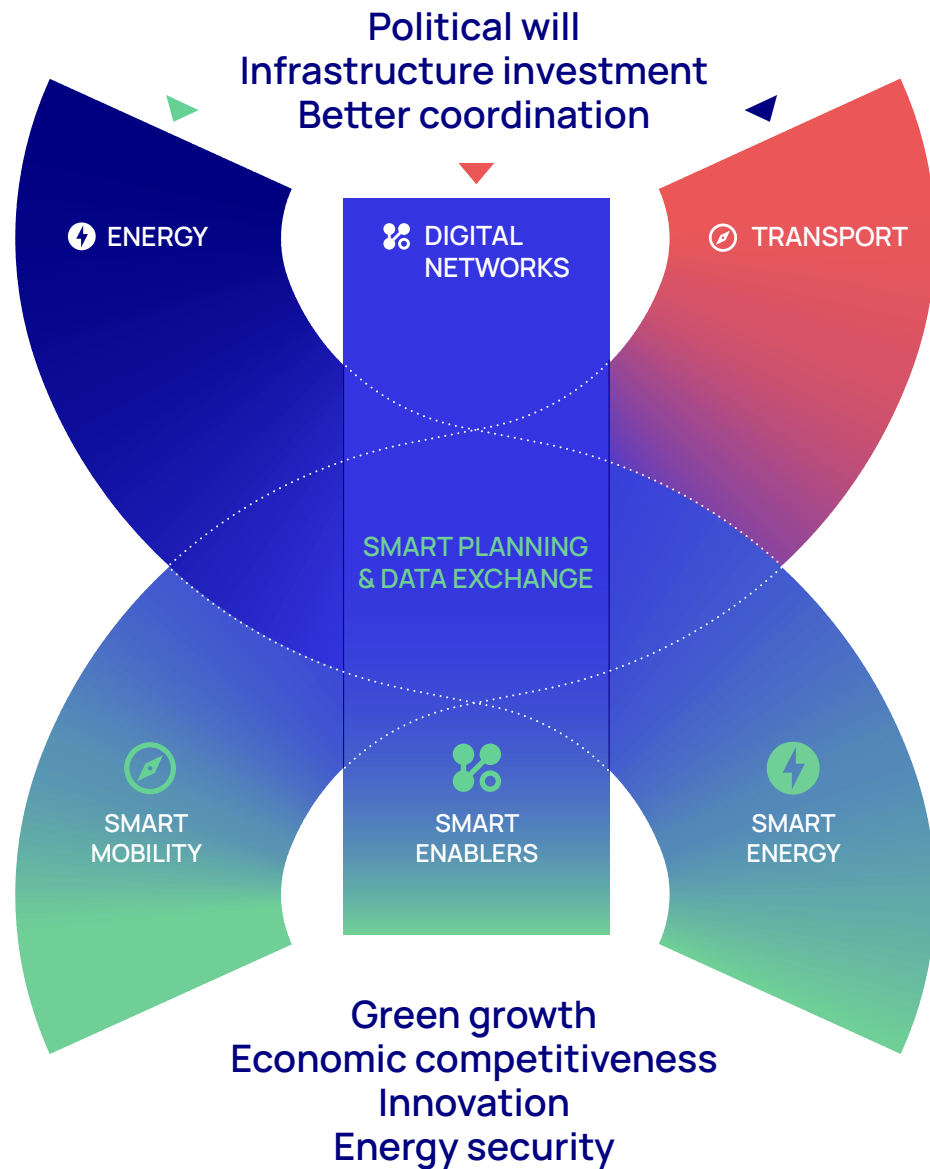 Political will
Infrastructure investment
Better coordination
ENERGY
DIGITAL
NETWORKS
TRANSPORT
SMART PLANNING
& DATA EXCHANGE
SMART
MOBILITY
SMART
ENABLERS
SMART
ENERGY
Green growth
Economic competitiveness
Innovation
Energy security